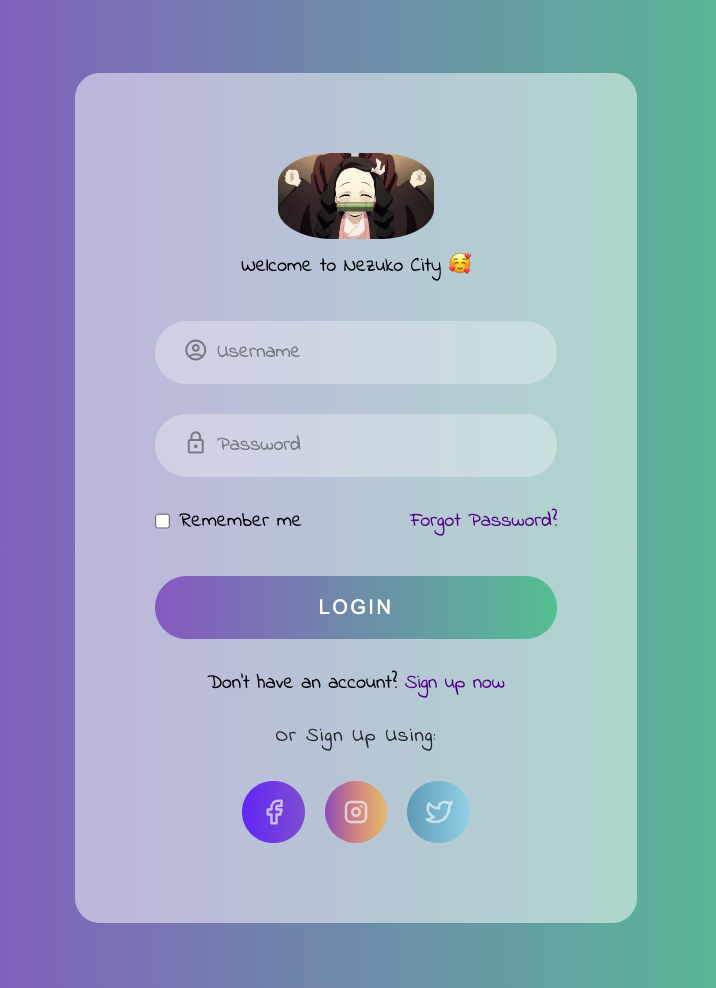 Welcome to Nezuko City 🥰
Username
Password
Remember me
Forgot Password?
LOGIN
Don't have an account? Sign up now
Or Sign Up Using: